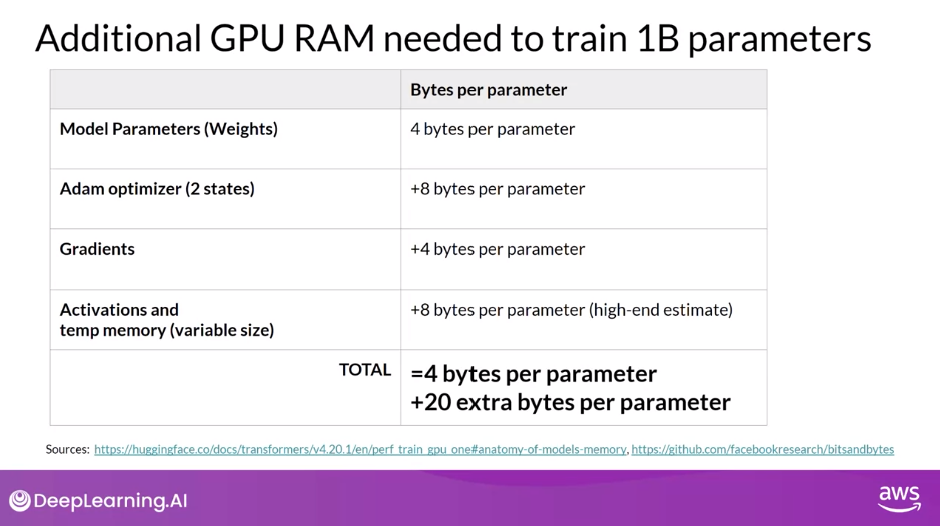 Additional GPU RAM needed to train 1B parameters
Bytes per parameter
Model Parameters (Weights)
4 bytes per parameter
Adam optimizer (2 states)
+8 bytes per parameter
Gradients
+4 bytes per parameter
Activations and
temp memory (variable size)
+8 bytes per parameter (high-end estimate)
TOTAL
=4 bytes per parameter
+20 extra bytes per parameter
Sources: https://huggingface.co/docs/transformers/v4.20.1/en/perf_train_gpu_one#anatomy-of-models-memory, https://github.com/facebookresearch/bitsandbytes
DeepLearning.AI
aws